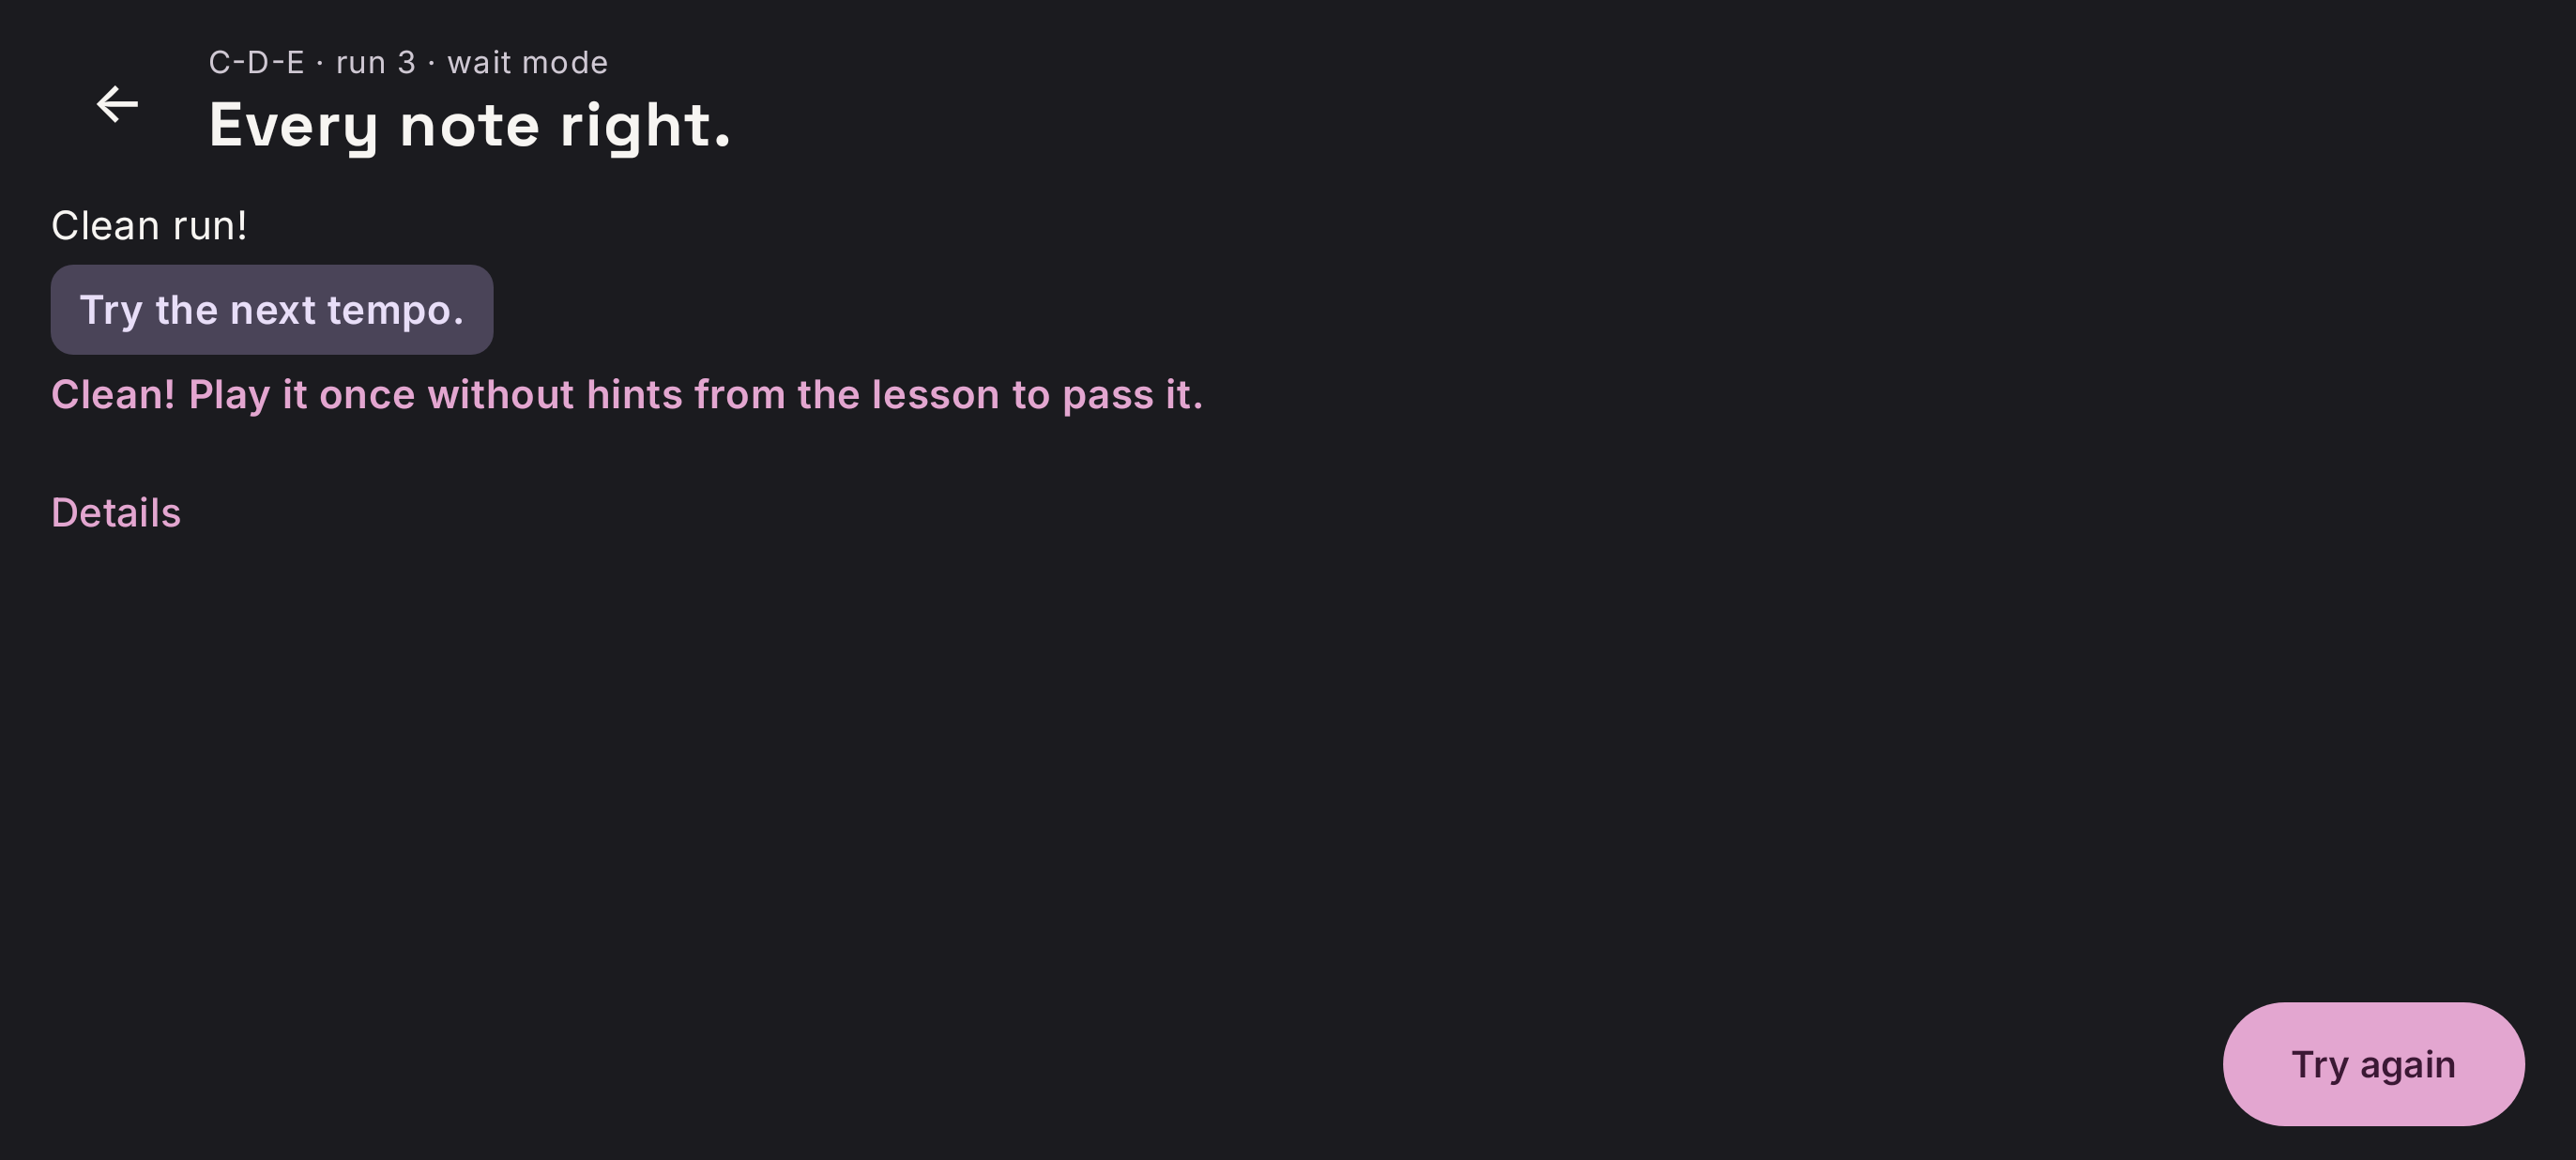 C-D-E · run 3 · wait mode
Every note right.
Clean run!
Try the next tempo.
Clean! Play it once without hints from the lesson to pass it.
Details
Try again